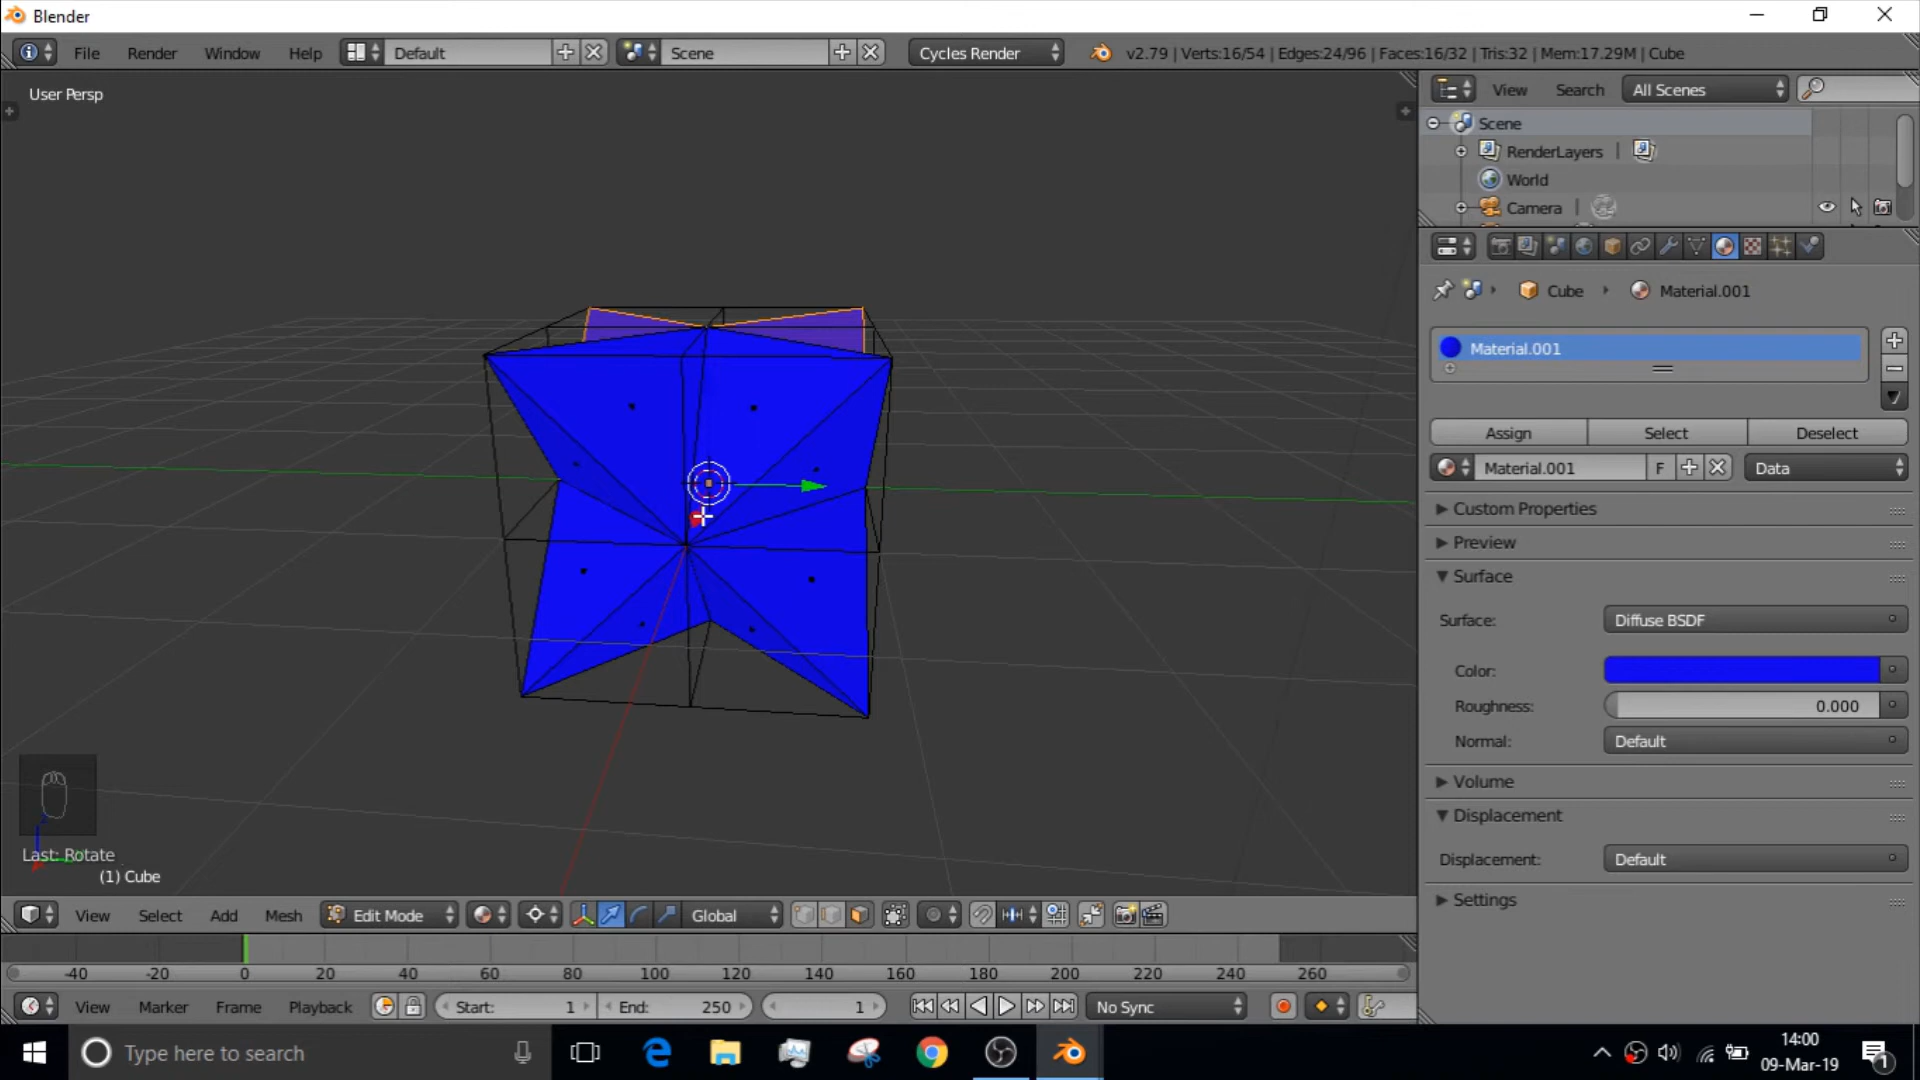 Blender
File Render Window Help Default Scene Cycles Render v2.79 | Verts:16/54 | Edges:24/96 | Faces:16/32 | Tris:32 | Mem:17.29M | Cube
User Persp
View Search All Scenes
Scene
RenderLayers |
World
Camera |
Cube Material.001
Material.001
Assign Select Deselect
Material.001 F Data
Custom Properties
Preview
Surface
Surface: Diffuse BSDF
Color:
Roughness: 0.000
Normal: Default
Volume
Displacement
Displacement: Default
Settings
Last: Rotate
(1) Cube
View Select Add Mesh Edit Mode Global
-40 -20 0 20 40 60 80 100 120 140 160 180 200 220 240 260
View Marker Frame Playback Start: 1 End: 250 1 No Sync
Type here to search
14:00
09-Mar-19
1